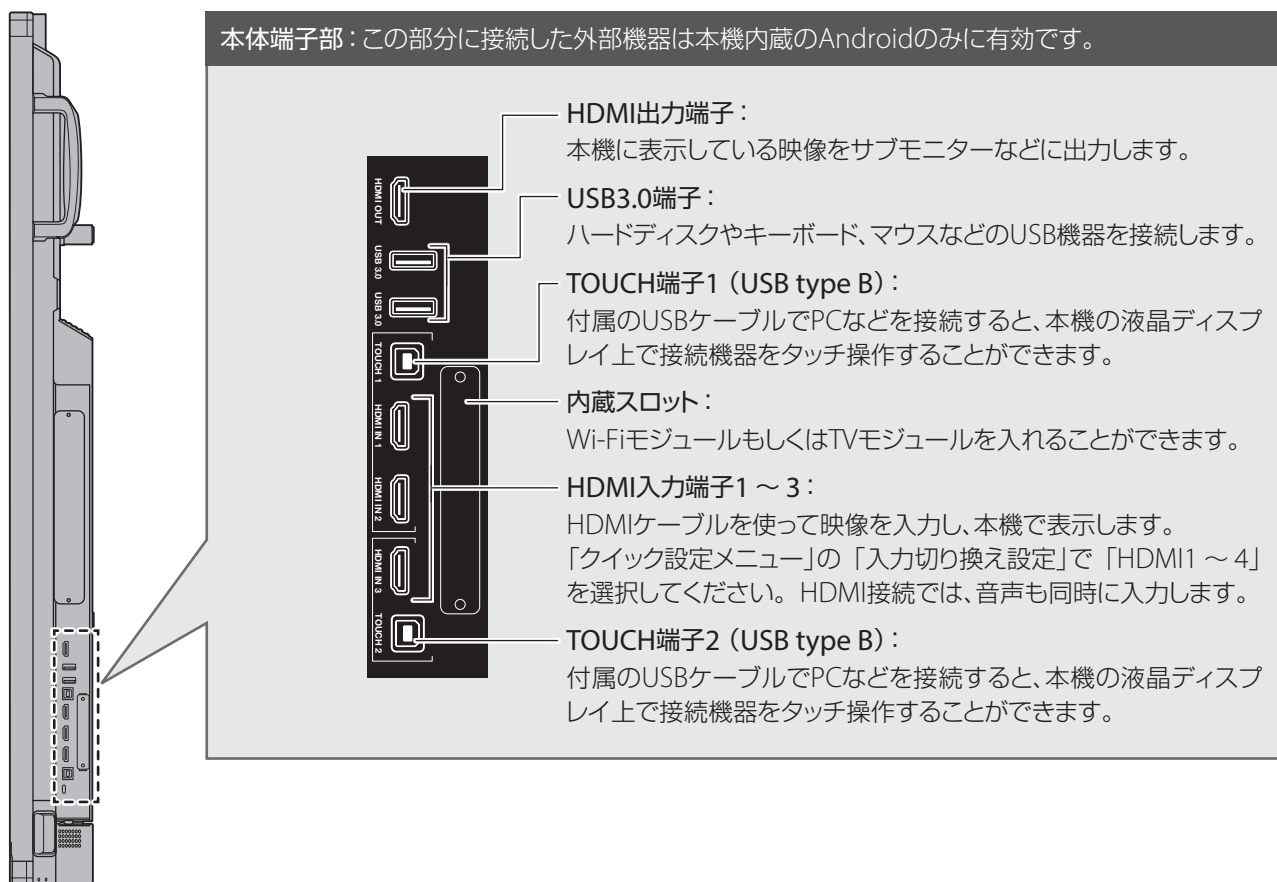 本体端子部：この部分に接続した外部機器は本機内蔵のAndroidのみに有効です。
HDMI出力端子：
本機に表示している映像をサブモニターなどに出力します。
USB3.0端子：
ハードディスクやキーボード、マウスなどのUSB機器を接続します。
TOUCH端子1（USB type B）：
付属のUSBケーブルでPCなどを接続すると、本機の液晶ディスプ
レイ上で接続機器をタッチ操作することができます。
内蔵スロット：
Wi-FiモジュールもしくはTVモジュールを入れることができます。
HDMI入力端子1 ～ 3：
HDMIケーブルを使って映像を入力し、本機で表示します。
「クイック設定メニュー」の「入力切り換え設定」で「HDMI1 ～ 4」
を選択してください。HDMI接続では、音声も同時に入力します。
TOUCH端子2（USB type B）：
付属のUSBケーブルでPCなどを接続すると、本機の液晶ディスプ
レイ上で接続機器をタッチ操作することができます。
HDMI OUT
USB 3.0
USB 3.0
TOUCH 1
HDMI IN 1
HDMI IN 2
HDMI IN 3
TOUCH 2